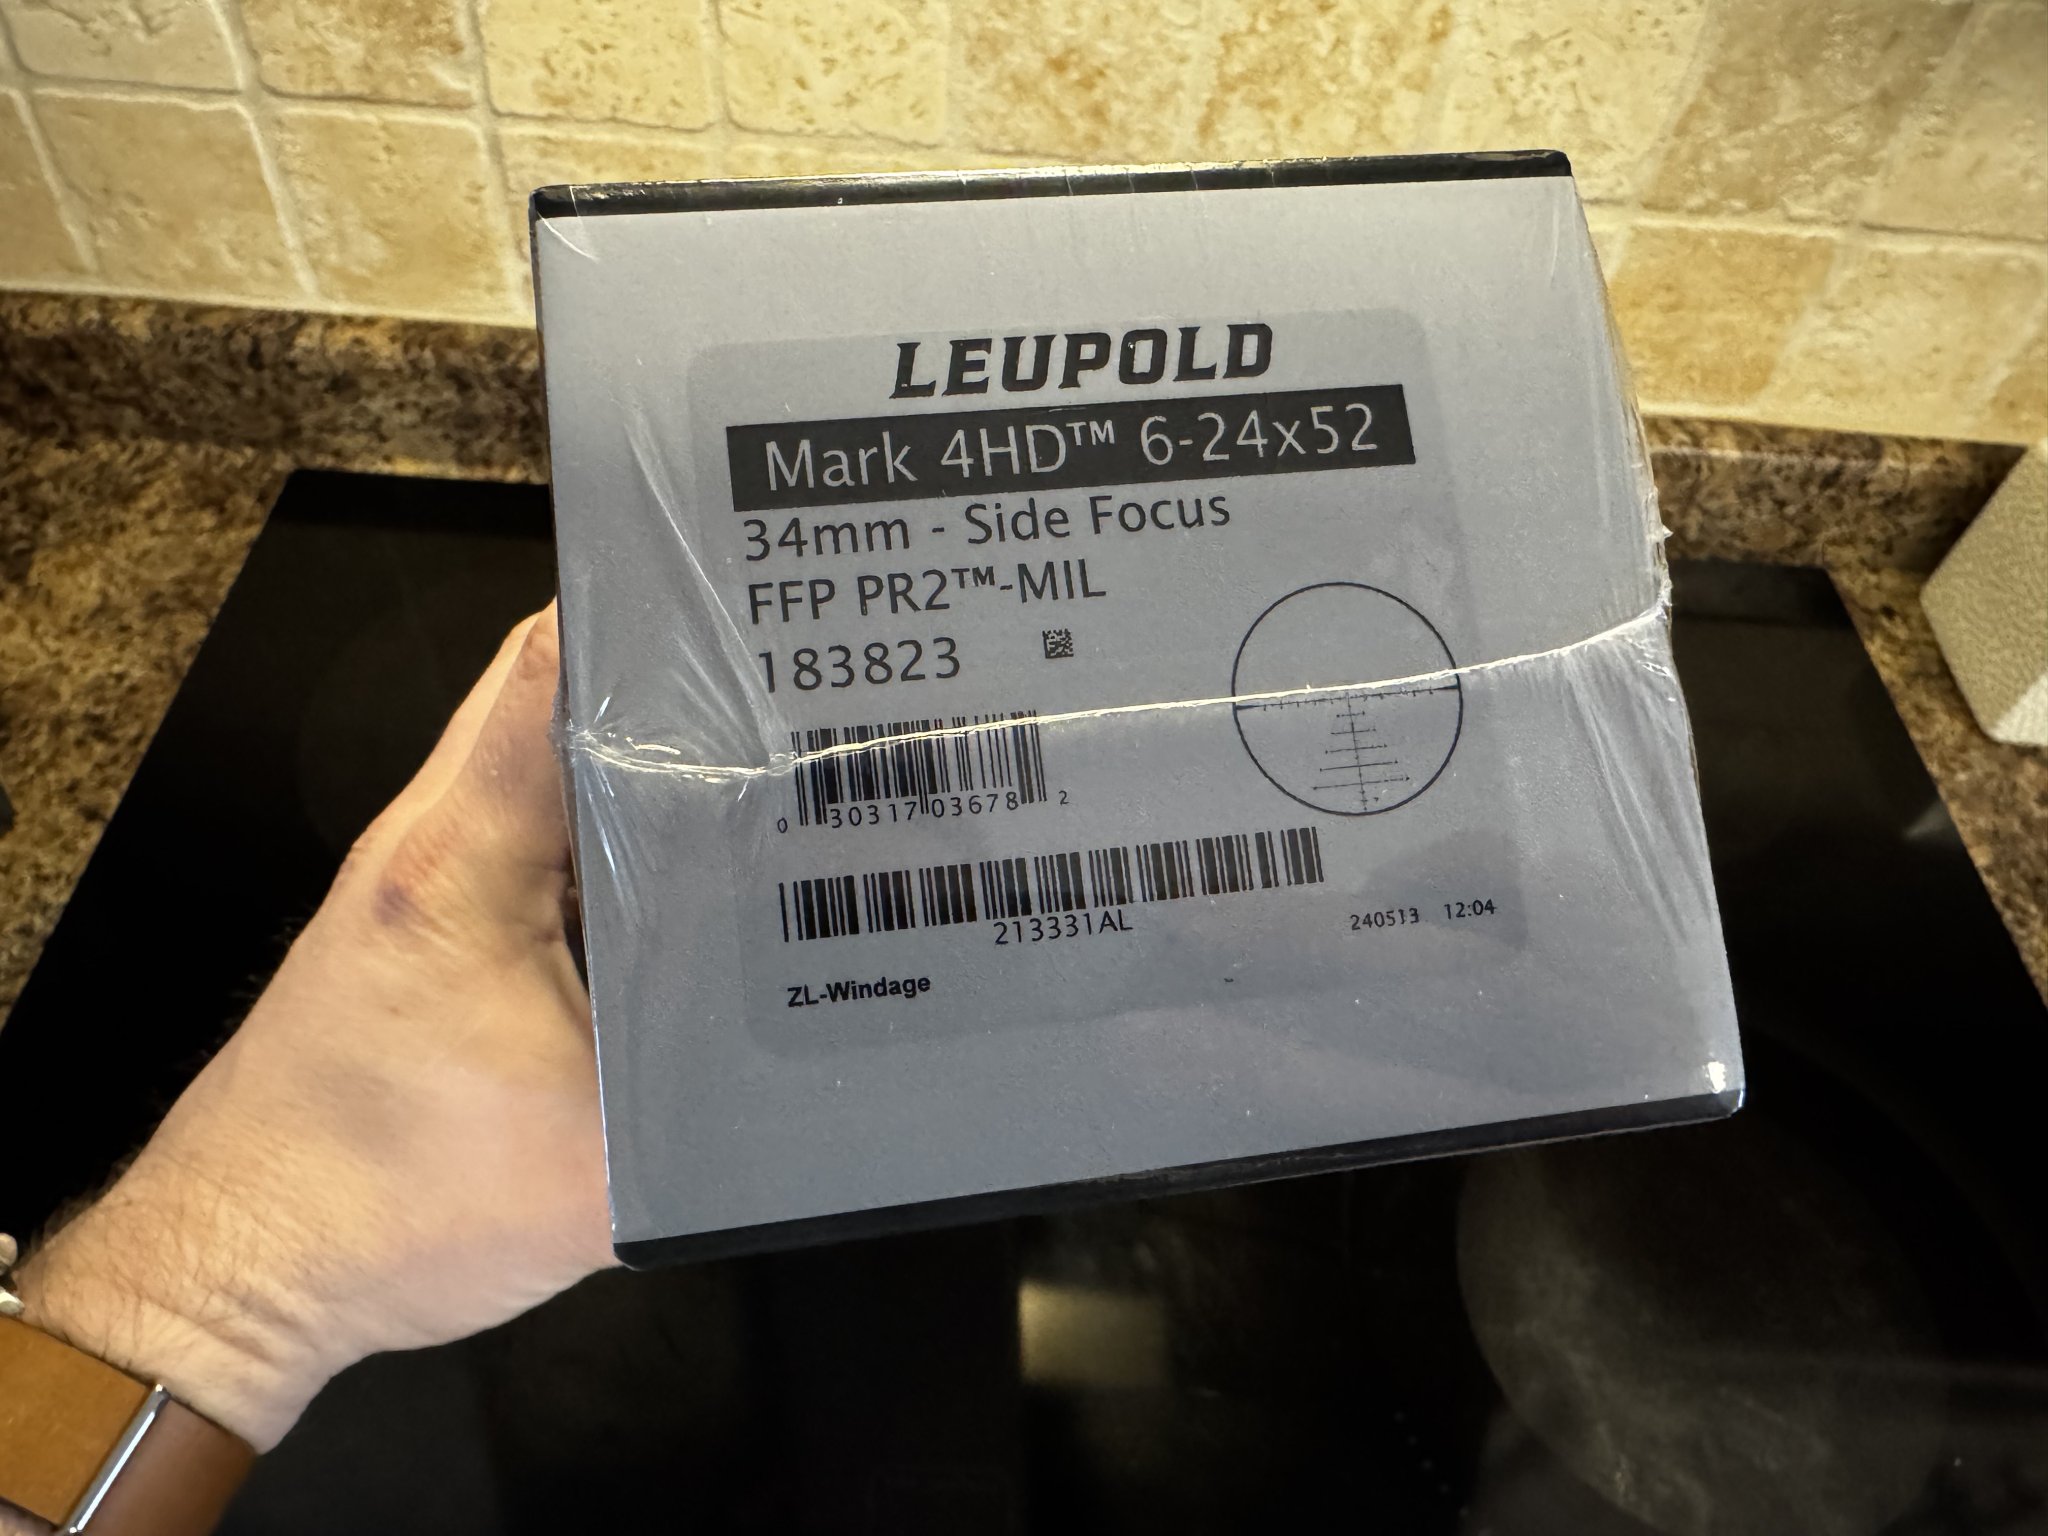 LEUPOLD
Mark 4HD™ 6-24x52
34mm - Side Focus
FFP PR2™-MIL
183823
0 30317 03678 2
213331AL
240513 12:04
ZL-Windage